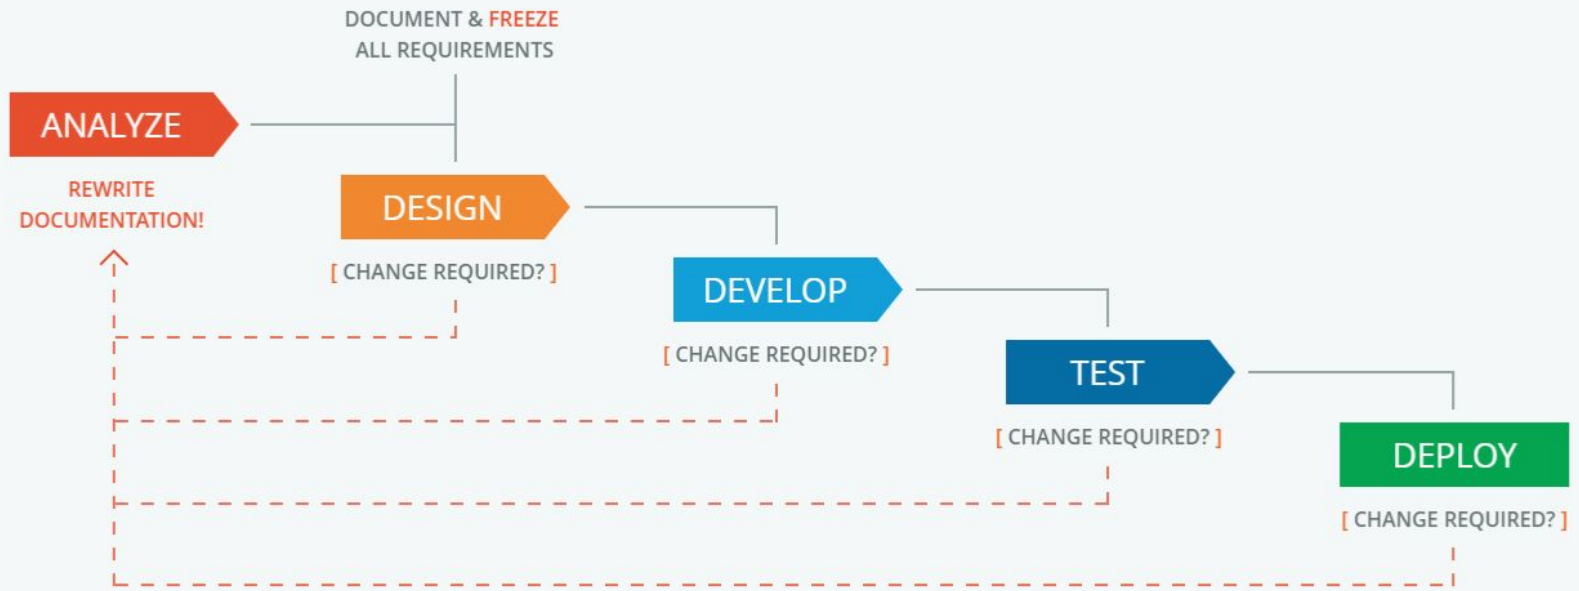 DOCUMENT & FREEZE
ALL REQUIREMENTS
ANALYZE
REWRITE
DOCUMENTATION!
DESIGN
[ CHANGE REQUIRED? ]
DEVELOP
[ CHANGE REQUIRED? ]
TEST
[ CHANGE REQUIRED? ]
DEPLOY
[ CHANGE REQUIRED? ]